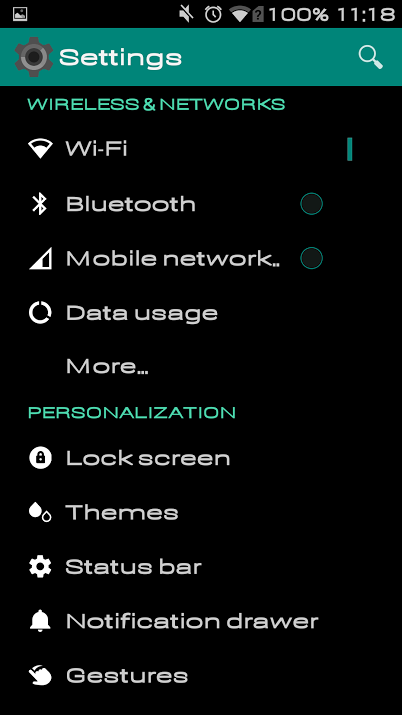 100% 11:18
Settings
WIRELESS & NETWORKS
Wi-Fi
Bluetooth
Mobile network..
Data usage
More...
PERSONALIZATION
Lock screen
Themes
Status bar
Notification drawer
Gestures